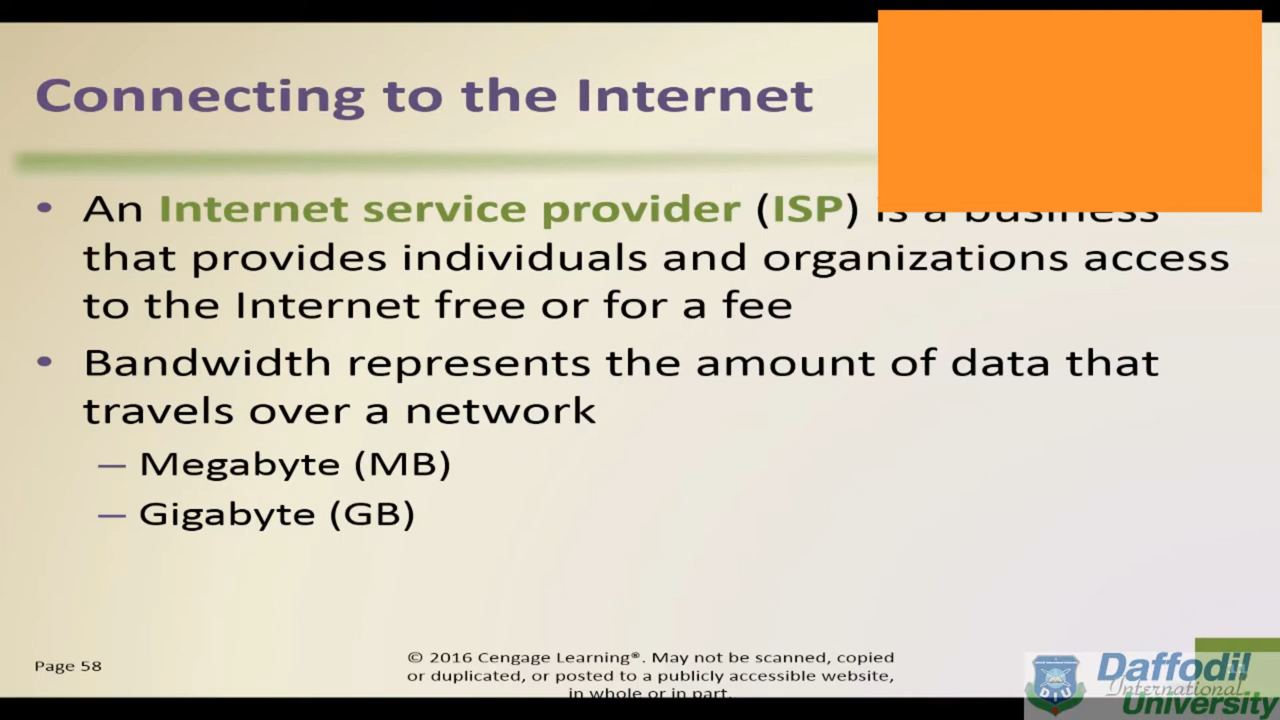 Connecting to the Internet
• An Internet service provider (ISP) is a business
that provides individuals and organizations access
to the Internet free or for a fee
• Bandwidth represents the amount of data that
travels over a network
— Megabyte (MB)
— Gigabyte (GB)
Page 58
© 2016 Cengage Learning®. May not be scanned, copied
or duplicated, or posted to a publicly accessible website,
in whole or in part.
Daffodil
International
University
DIU